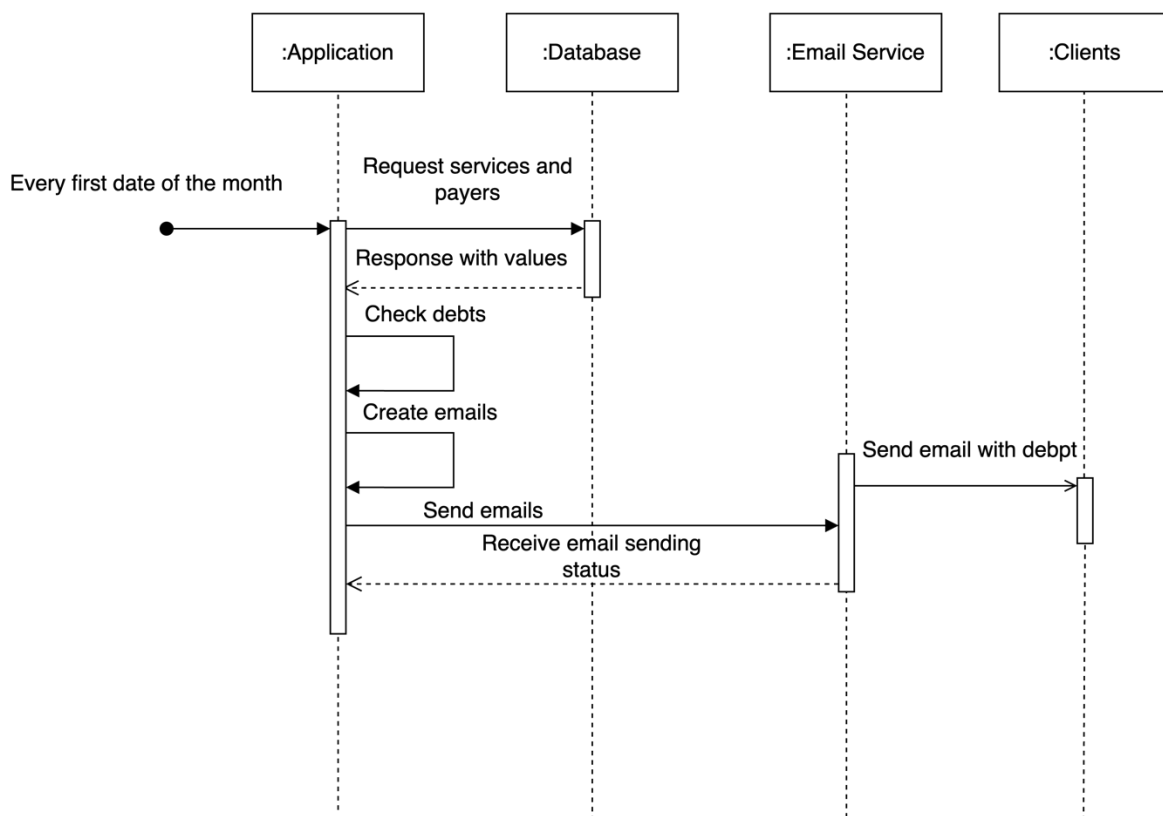 :Application
:Database
:Email Service
:Clients
Every first date of the month
Request services and
payers
Response with values
Check debts
Create emails
Send email with debpt
Send emails
Receive email sending
status